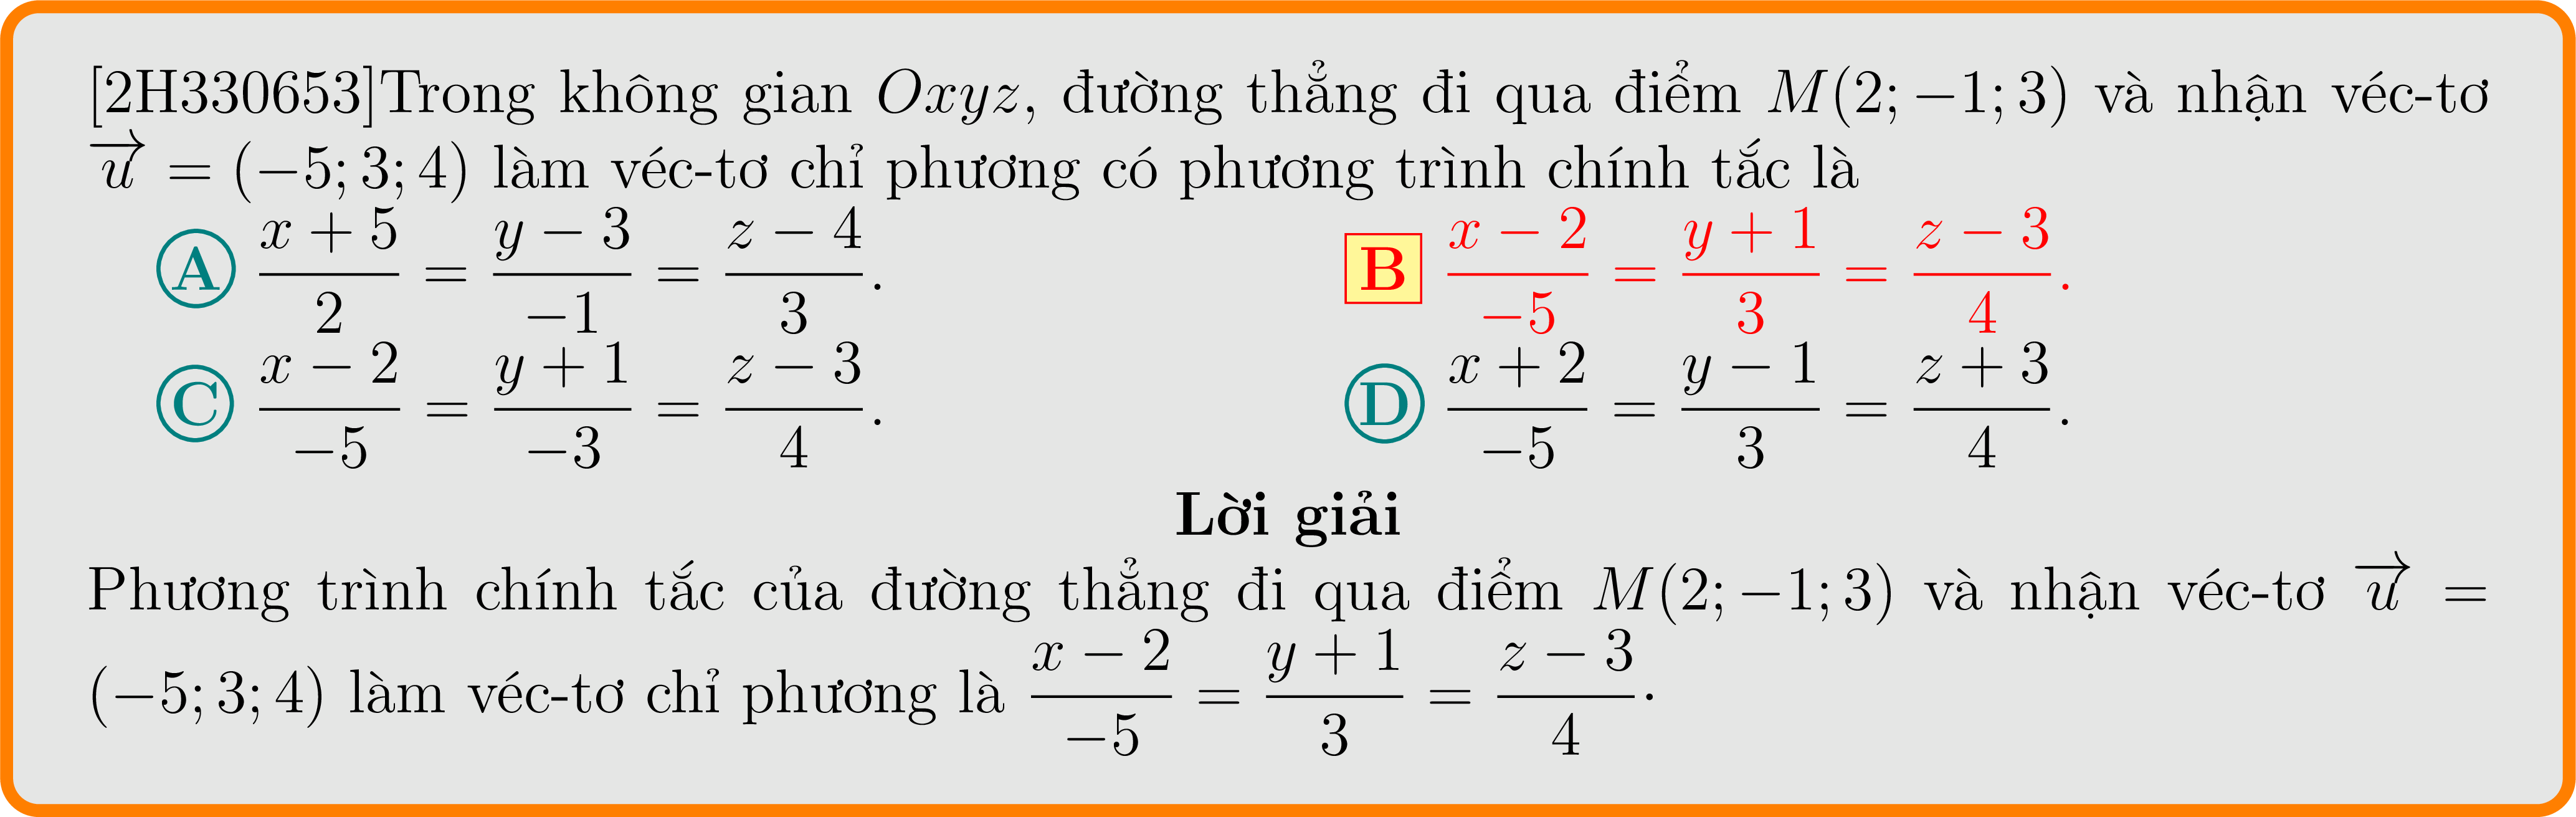 [2H330653]Trong không gian Oxyz, đường thẳng đi qua điểm M(2; −1; 3) và nhận véc-tơ
$\overrightarrow{u}$ = (−5; 3; 4) làm véc-tơ chỉ phương có phương trình chính tắc là
A $\frac{x+5}{2} = \frac{y-3}{-1} = \frac{z-4}{3}$. B $\frac{x-2}{-5} = \frac{y+1}{3} = \frac{z-3}{4}$.
C $\frac{x-2}{-5} = \frac{y+1}{-3} = \frac{z-3}{4}$. D $\frac{x+2}{-5} = \frac{y-1}{3} = \frac{z+3}{4}$.
Lời giải
Phương trình chính tắc của đường thẳng đi qua điểm M(2; −1; 3) và nhận véc-tơ $\overrightarrow{u}$ =
(−5; 3; 4) làm véc-tơ chỉ phương là $\frac{x-2}{-5} = \frac{y+1}{3} = \frac{z-3}{4}$·